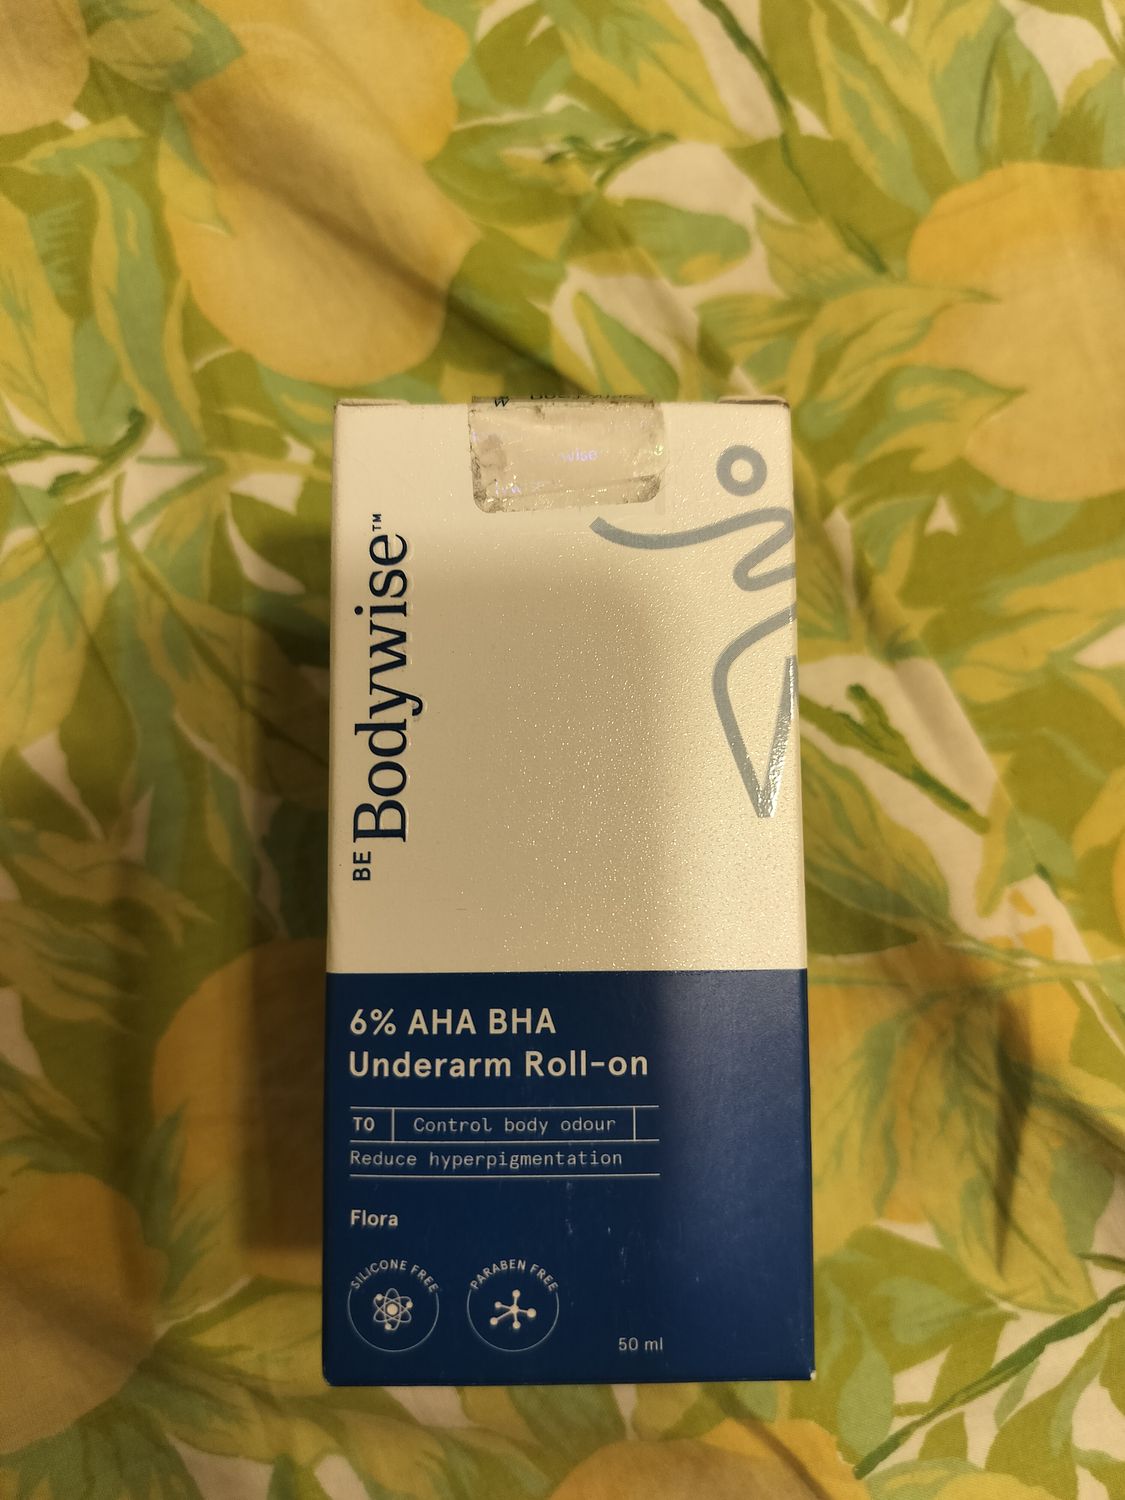 wise
BE Bodywise™
6% AHA BHA
Underarm Roll-on
TO Control body odour
Reduce hyperpigmentation
Flora
SILICONE FREE
PARABEN FREE
50 ml